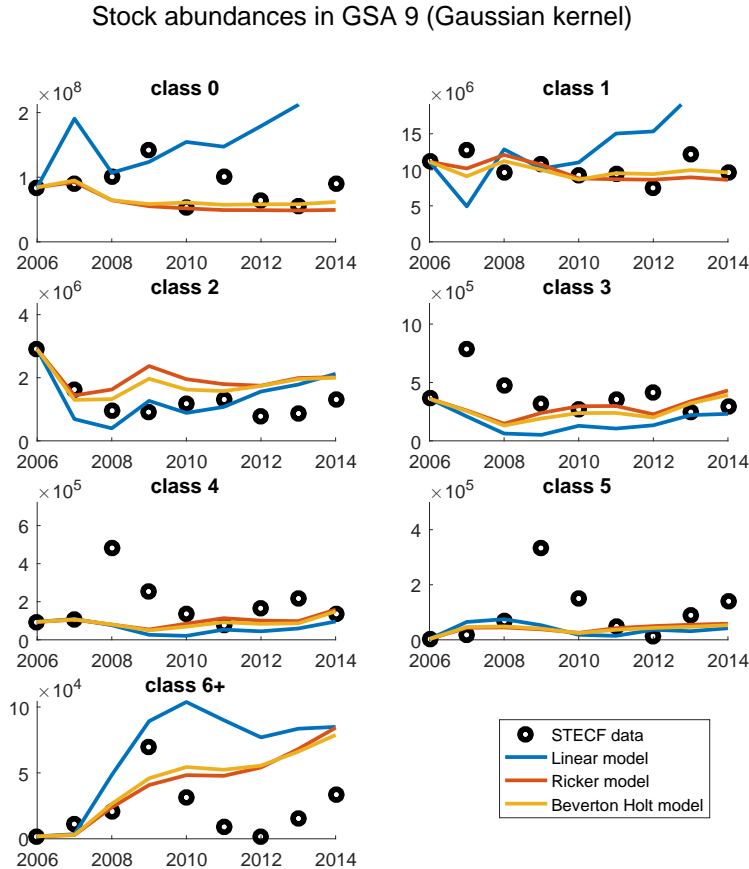 Stock abundances in GSA 9 (Gaussian kernel)
×10^8
class 0
2
1
0
2006 2008 2010 2012 2014
×10^6
class 1
15
10
5
0
2006 2008 2010 2012 2014
×10^6
class 2
4
2
0
2006 2008 2010 2012 2014
×10^5
class 3
10
5
0
2006 2008 2010 2012 2014
×10^5
class 4
6
4
2
0
2006 2008 2010 2012 2014
×10^5
class 5
4
2
0
2006 2008 2010 2012 2014
×10^4
class 6+
10
5
0
2006 2008 2010 2012 2014
STECF data
Linear model
Ricker model
Beverton Holt model